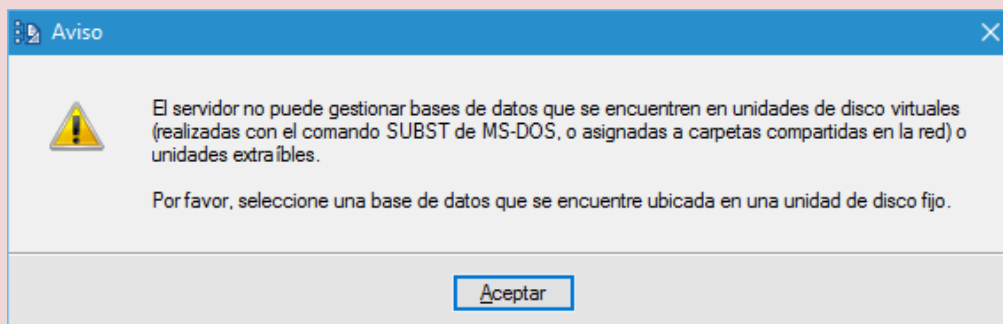 Aviso
El servidor no puede gestionar bases de datos que se encuentren en unidades de disco virtuales
(realizadas con el comando SUBST de MS-DOS, o asignadas a carpetas compartidas en la red) o
unidades extraíbles.
Por favor, seleccione una base de datos que se encuentre ubicada en una unidad de disco fijo.
Aceptar